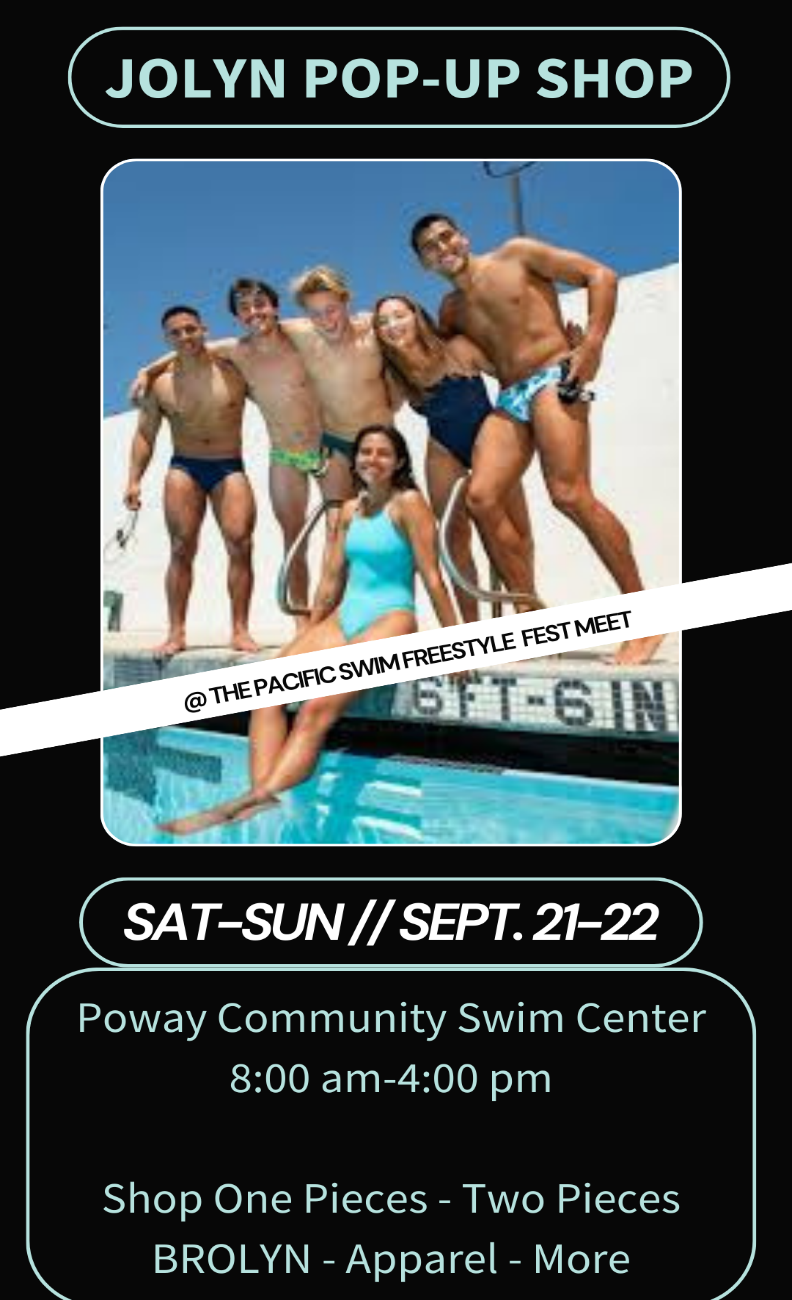 JOLYN POP-UP SHOP
@ THE PACIFIC SWIM FREESTYLE FEST MEET
6FT-6IN
SAT-SUN // SEPT. 21-22
Poway Community Swim Center
8:00 am-4:00 pm
Shop One Pieces - Two Pieces
BROLYN - Apparel - More